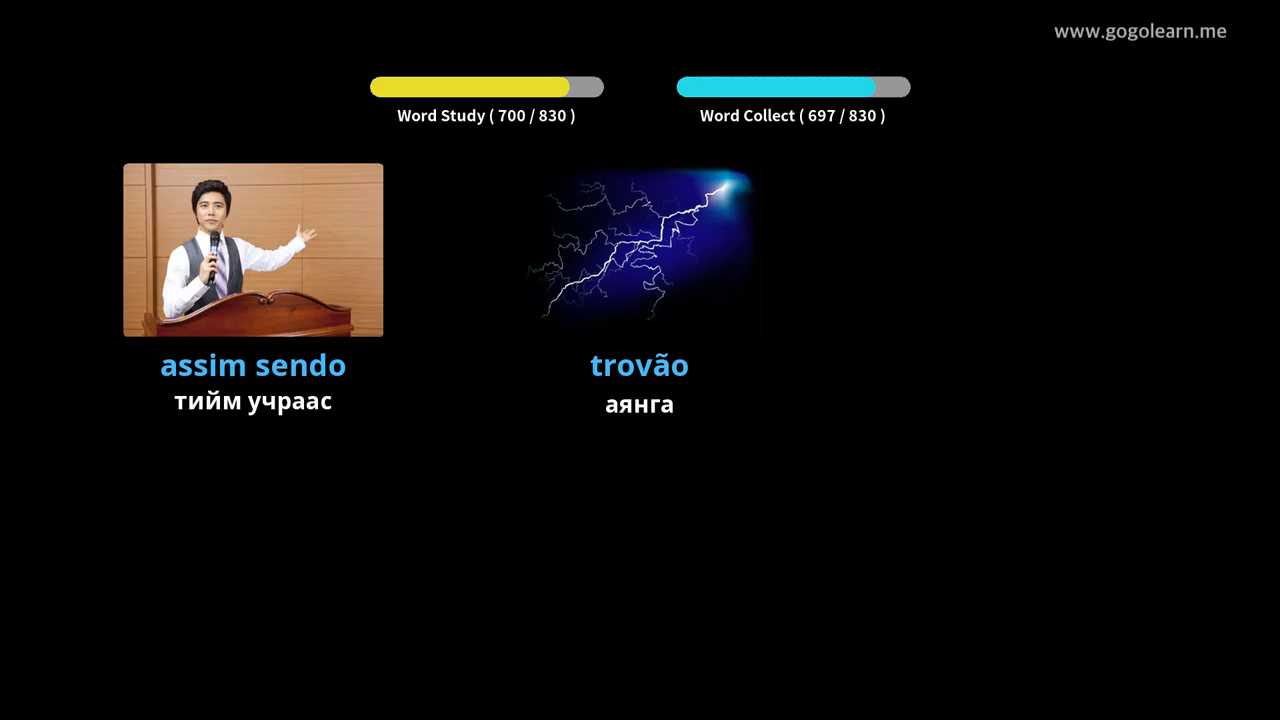 www.gogolearn.me
Word Study ( 700 / 830 )
Word Collect ( 697 / 830 )
assim sendo
тийм учраас
trovão
аянга